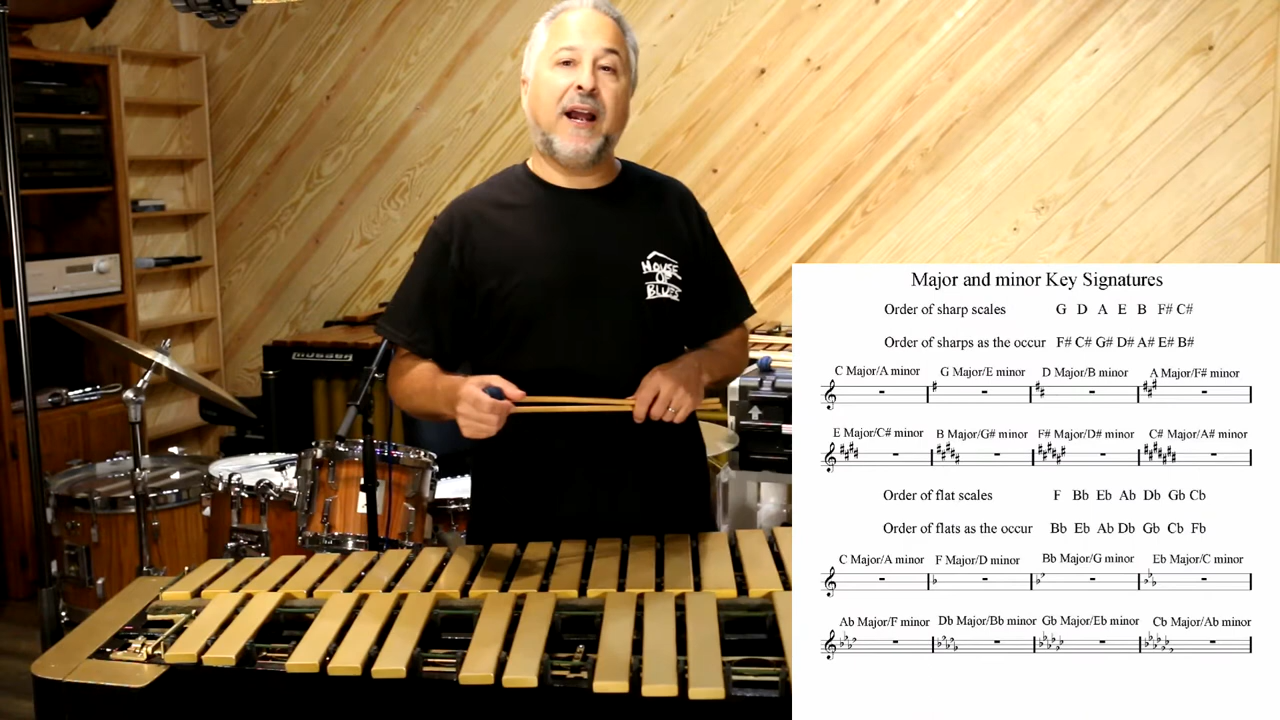 HOUSE
OF
BLUES
MUSSER
Major and minor Key Signatures
Order of sharp scales G D A E B F# C#
Order of sharps as the occur F# C# G# D# A# E# B#
C Major/A minor G Major/E minor D Major/B minor A Major/F# minor
E Major/C# minor B Major/G# minor F# Major/D# minor C# Major/A# minor
Order of flat scales F Bb Eb Ab Db Gb Cb
Order of flats as the occur Bb Eb Ab Db Gb Cb Fb
C Major/A minor F Major/D minor Bb Major/G minor Eb Major/C minor
Ab Major/F minor Db Major/Bb minor Gb Major/Eb minor Cb Major/Ab minor